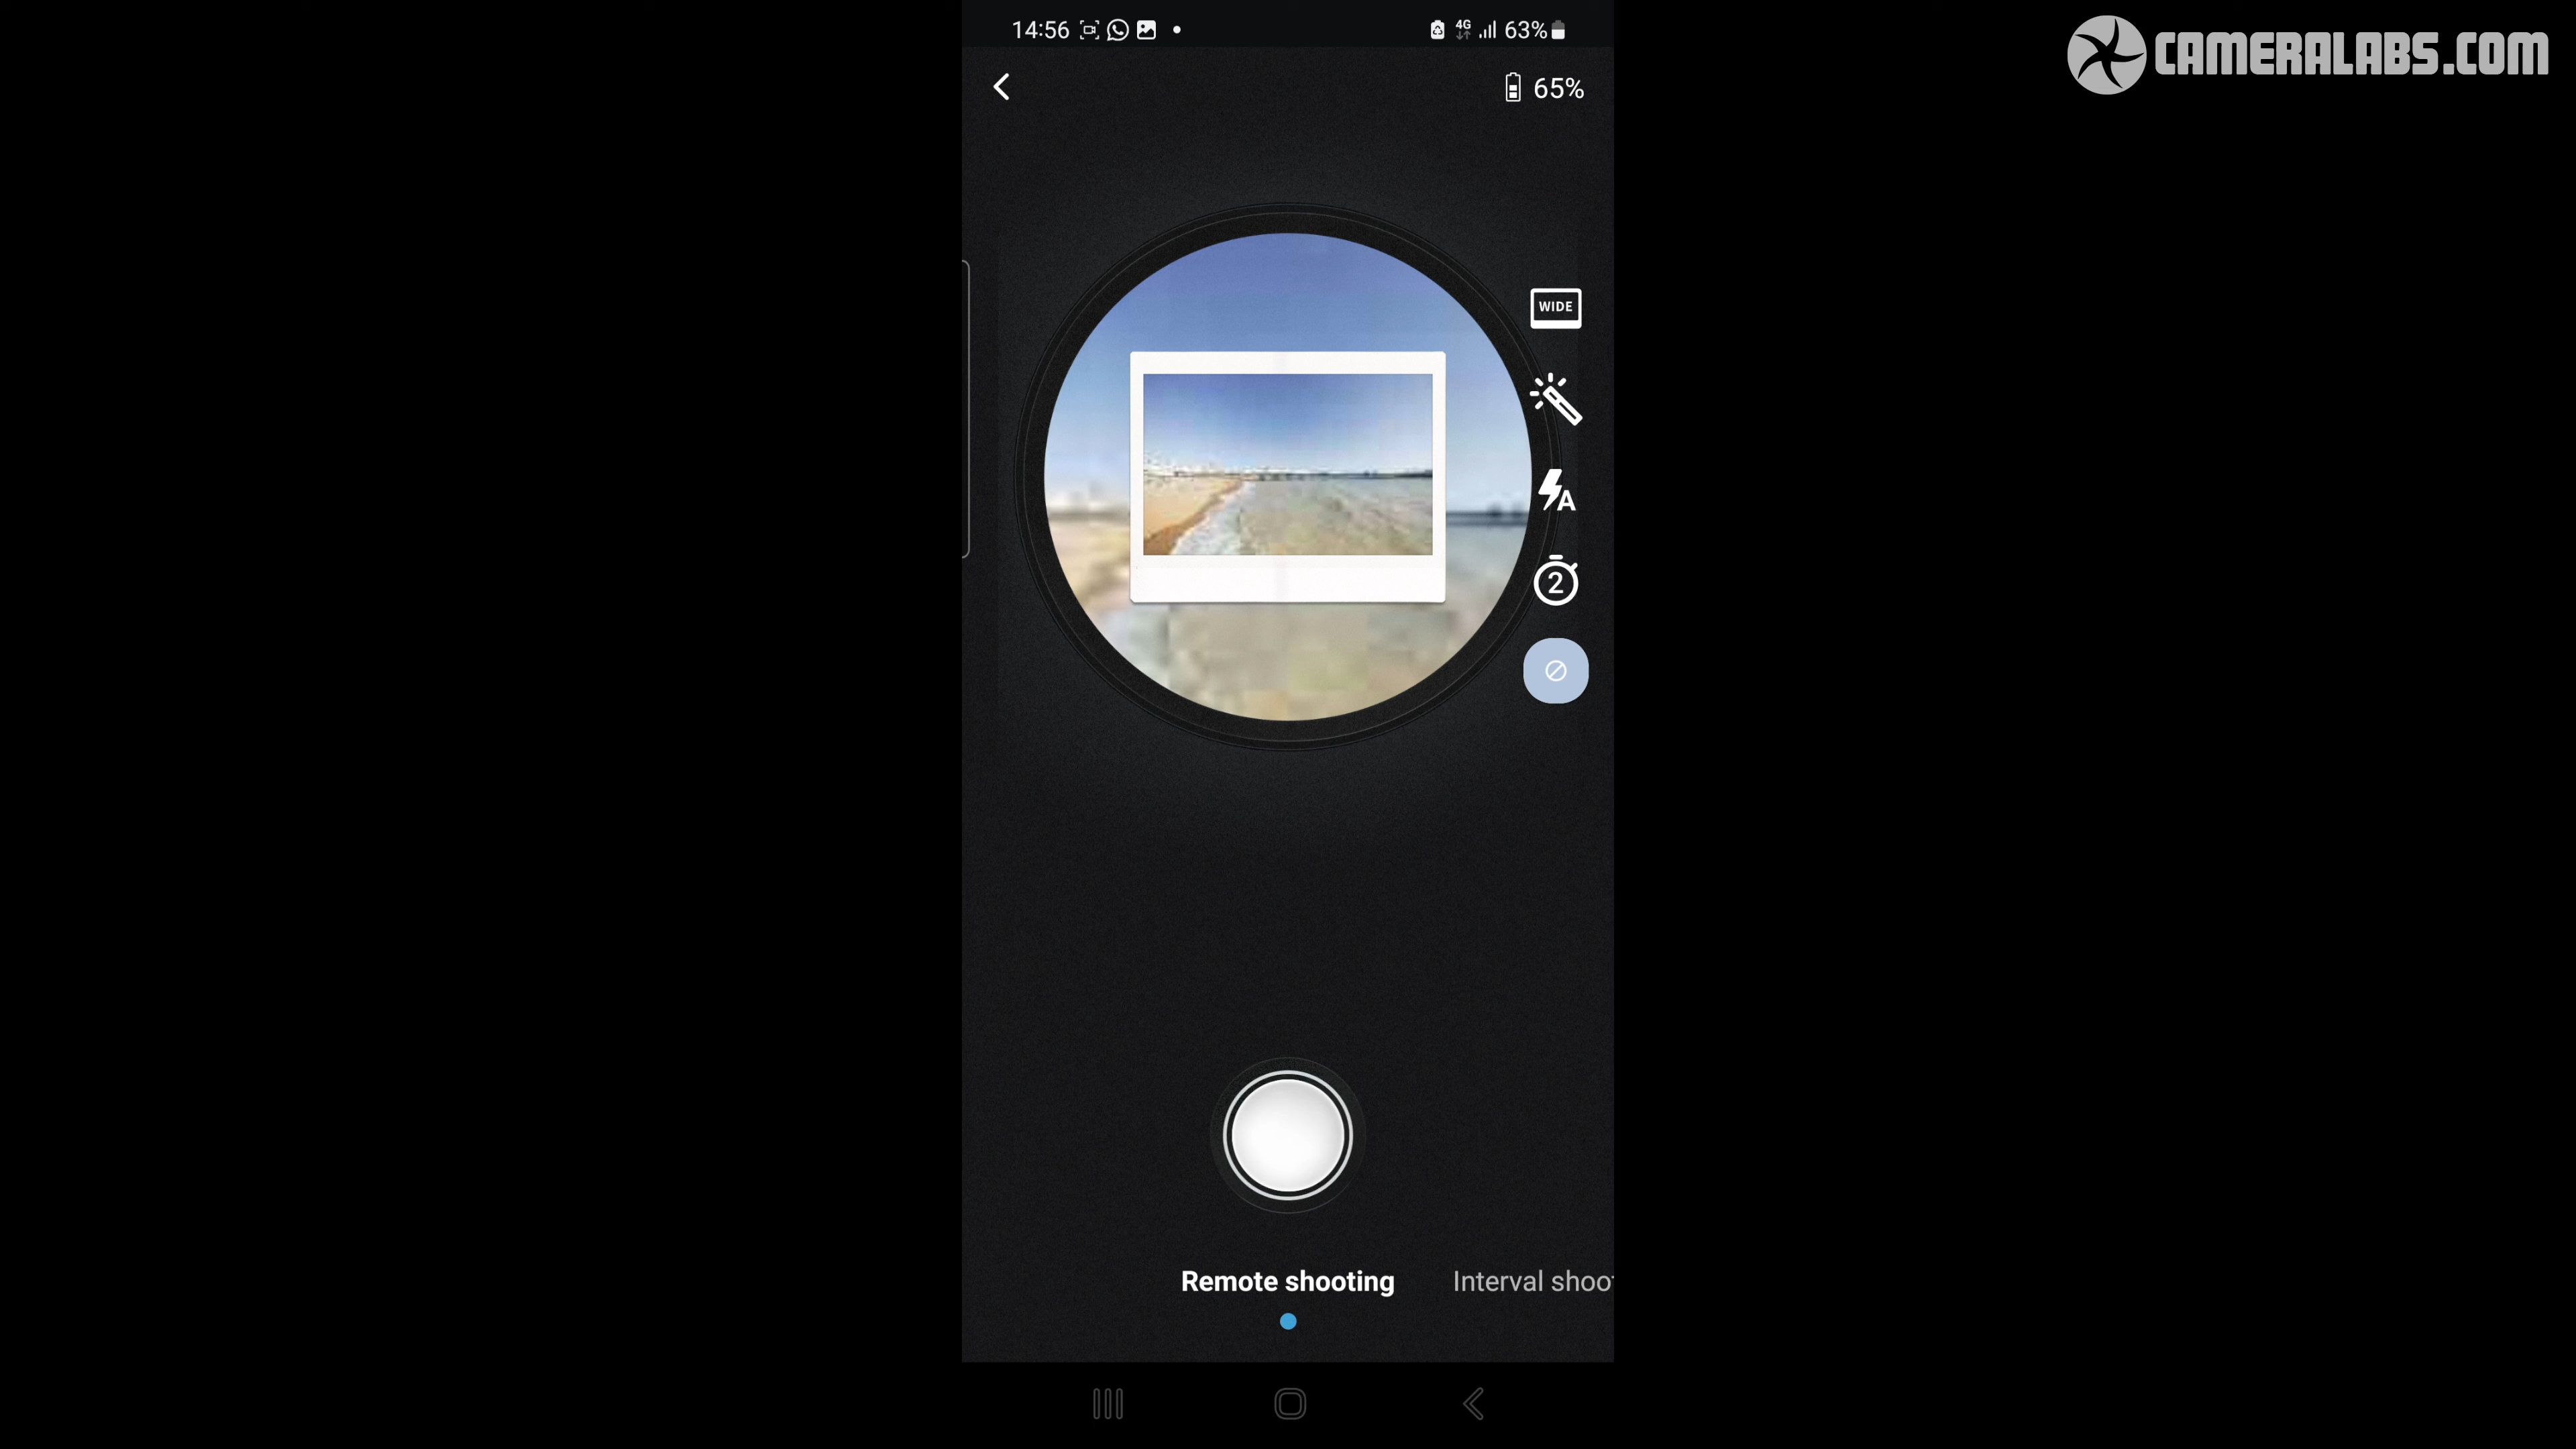 14:56
4G 63%
CAMERALABS.COM
65%
WIDE
A
2
Remote shooting
Interval shoo